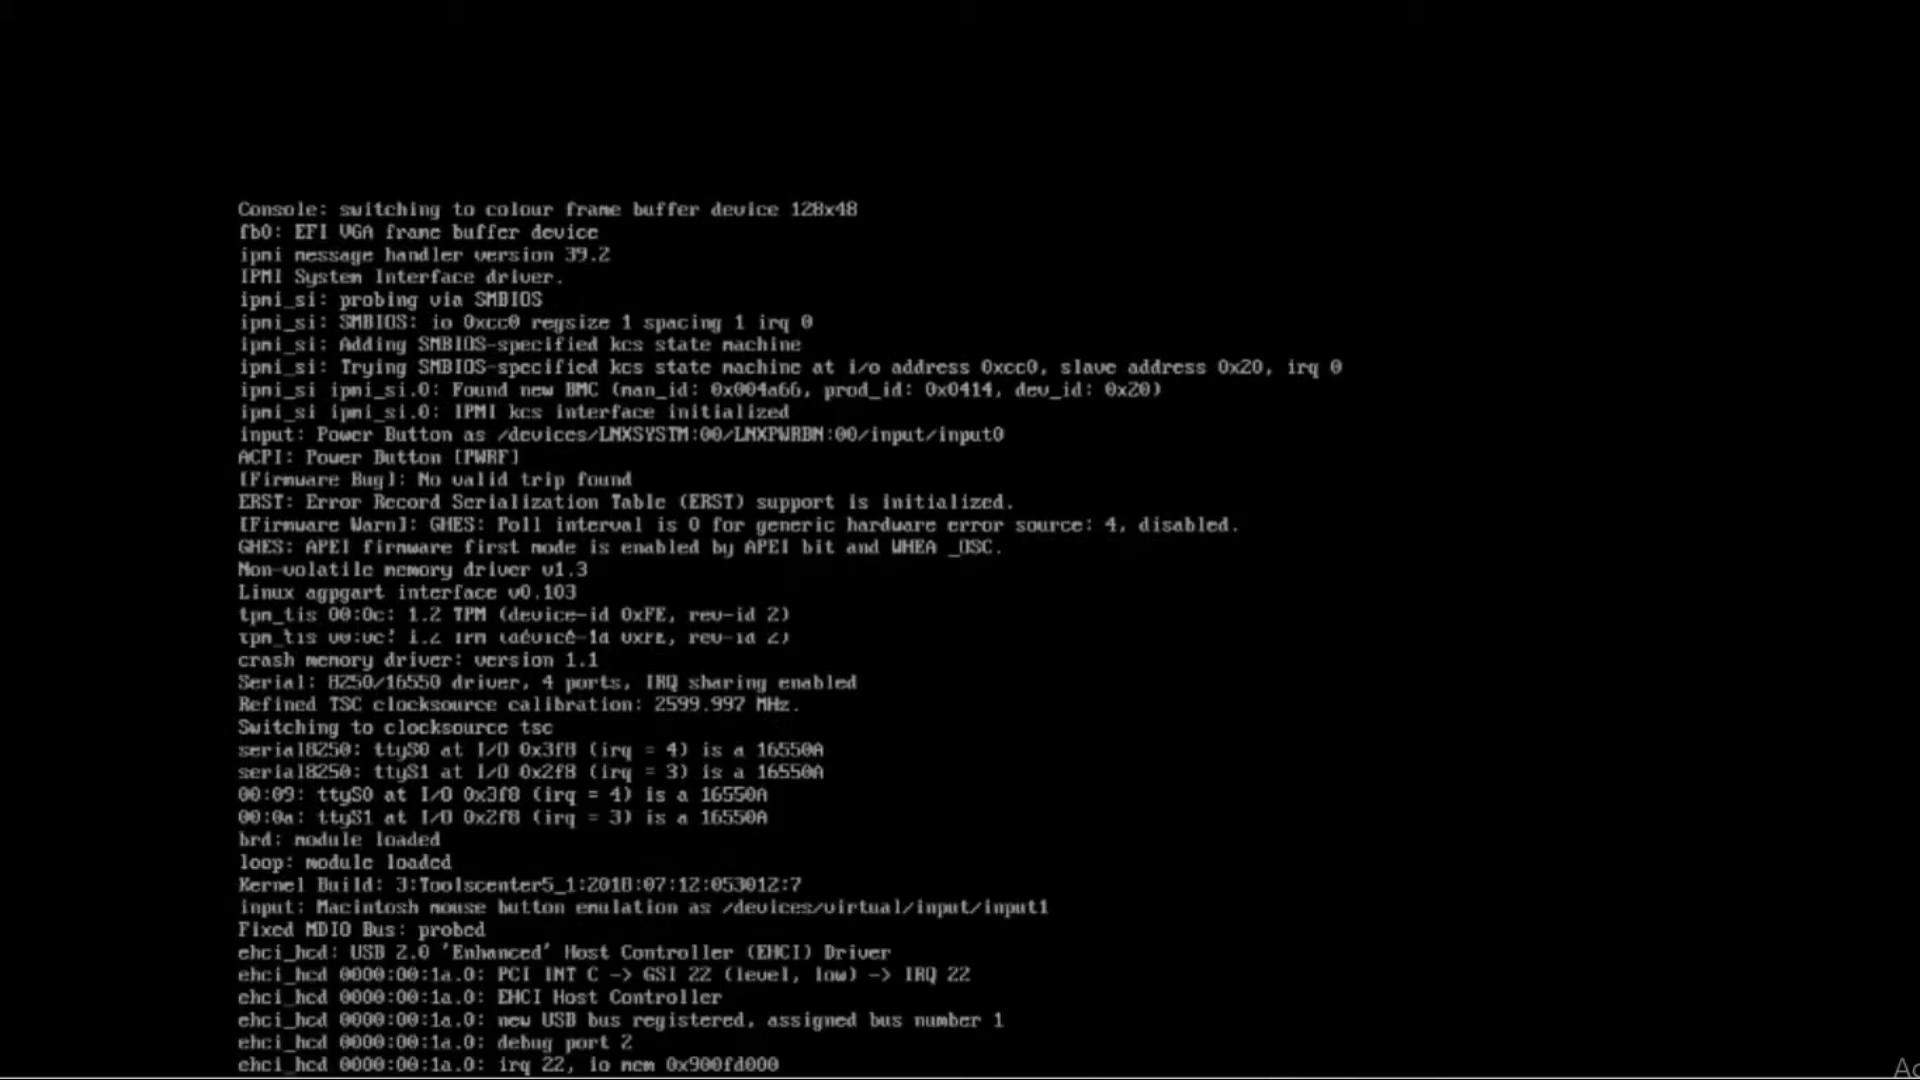 Console: switching to colour frame buffer device 128x48
fb0: EFI VGA frame buffer device
ipmi message handler version 39.2
IPMI System Interface driver.
ipmi_si: probing via SMBIOS
ipmi_si: SMBIOS: io 0xcc0 regsize 1 spacing 1 irq 0
ipmi_si: Adding SMBIOS-specified kcs state machine
ipmi_si: Trying SMBIOS-specified kcs state machine at i/o address 0xcc0, slave address 0x20, irq 0
ipmi_si ipmi_si.0: Found new BMC (man_id: 0x004a66, prod_id: 0x0414, dev_id: 0x20)
ipmi_si ipmi_si.0: IPMI kcs interface initialized
input: Power Button as /devices/LNXSYSTM:00/LNXPWRBN:00/input/input0
ACPI: Power Button [PWRF]
[Firmware Bug]: No valid trip found
ERST: Error Record Serialization Table (ERST) support is initialized.
[Firmware Warn]: GHES: Poll interval is 0 for generic hardware error source: 4, disabled.
GHES: APEI firmware first mode is enabled by APEI bit and WHEA _OSC.
Non-volatile memory driver v1.3
Linux agpgart interface v0.103
tpm_tis 00:0c: 1.2 TPM (device-id 0xFE, rev-id 2)
tpm_tis 00:0c: 1.2 TPM (device-id 0xFE, rev-id 2)
crash memory driver: version 1.1
Serial: 8250/16550 driver, 4 ports, IRQ sharing enabled
Refined TSC clocksource calibration: 2599.997 MHz.
Switching to clocksource tsc
serial8250: ttyS0 at I/O 0x3f8 (irq = 4) is a 16550A
serial8250: ttyS1 at I/O 0x2f8 (irq = 3) is a 16550A
00:09: ttyS0 at I/O 0x3f8 (irq = 4) is a 16550A
00:0a: ttyS1 at I/O 0x2f8 (irq = 3) is a 16550A
brd: module loaded
loop: module loaded
Kernel Build: 3:Toolscenter5_1:2018:07:12:053012:7
input: Macintosh mouse button emulation as /devices/virtual/input/input1
Fixed MDIO Bus: probed
ehci_hcd: USB 2.0 'Enhanced' Host Controller (EHCI) Driver
ehci_hcd 0000:00:1a.0: PCI INT C -> GSI 22 (level, low) -> IRQ 22
ehci_hcd 0000:00:1a.0: EHCI Host Controller
ehci_hcd 0000:00:1a.0: new USB bus registered, assigned bus number 1
ehci_hcd 0000:00:1a.0: debug port 2
ehci_hcd 0000:00:1a.0: irq 22, io mem 0x900fd000